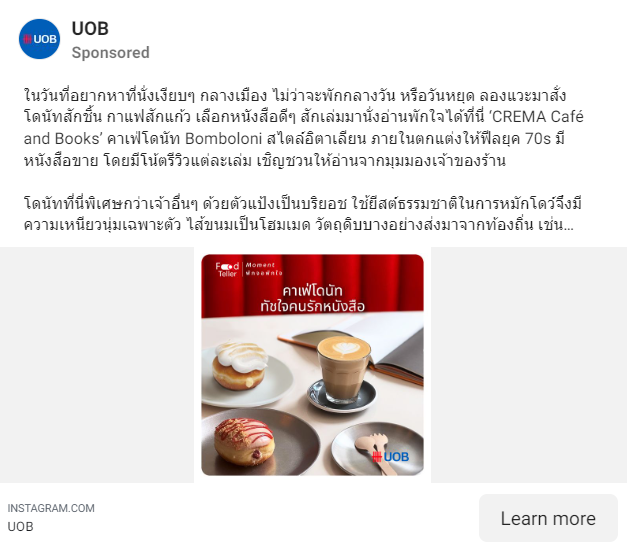 UOB
UOB
Sponsored
ในวันที่อยากหาที่นั่งเงียบๆ กลางเมือง ไม่ว่าจะพักกลางวัน หรือวันหยุด ลองแวะมาสั่ง
โดนัทสักชิ้น กาแฟสักแก้ว เลือกหนังสือดีๆ สักเล่มมานั่งอ่านพักใจได้ที่นี่ ‘CREMA Café
and Books’ คาเฟ่โดนัท Bomboloni สไตล์อิตาเลียน ภายในตกแต่งให้ฟีลยุค 70s มี
หนังสือขาย โดยมีโน้ตรีวิวแต่ละเล่ม เชิญชวนให้อ่านจากมุมมองเจ้าของร้าน
โดนัทที่นี่พิเศษกว่าเจ้าอื่นๆ ด้วยตัวแป้งเป็นบริยอช ใช้ยีสต์ธรรมชาติในการหมักโดว์จึงมี
ความเหนียวนุ่มเฉพาะตัว ไส้ขนมเป็นโฮมเมด วัตถุดิบบางอย่างส่งมาจากท้องถิ่น เช่น...
Food Moment
Teller พักจอพักใจ
คาเฟ่โดนัท
ทัชใจคนรักหนังสือ
UOB
INSTAGRAM.COM
UOB
Learn more